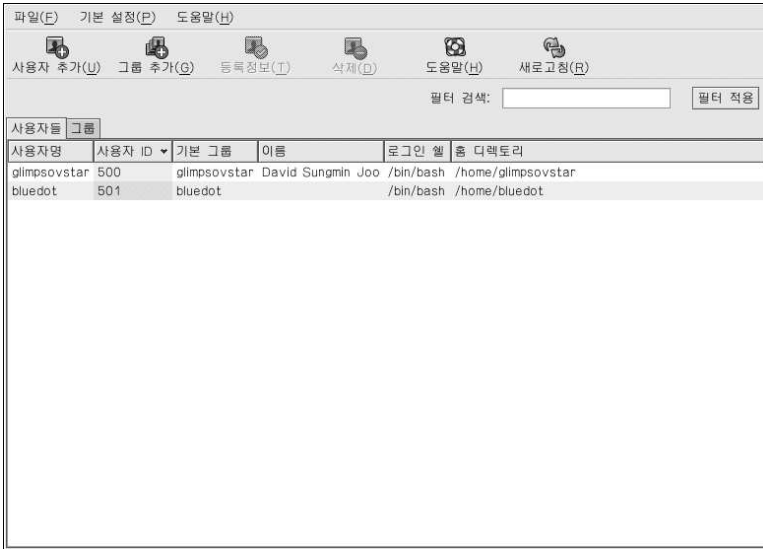 파일(F) 기본 설정(P) 도움말(H)
사용자 추가(U) 그룹 추가(G) 등록정보(T) 삭제(D) 도움말(H) 새로고침(R)
필터 검색: 필터 적용
사용자들 그룹
사용자명 사용자 ID 기본 그룹 이름 로그인 쉘 홈 디렉토리
glimpsovstar 500 glimpsovstar David Sungmin Joo /bin/bash /home/glimpsovstar
bluedot 501 bluedot /bin/bash /home/bluedot